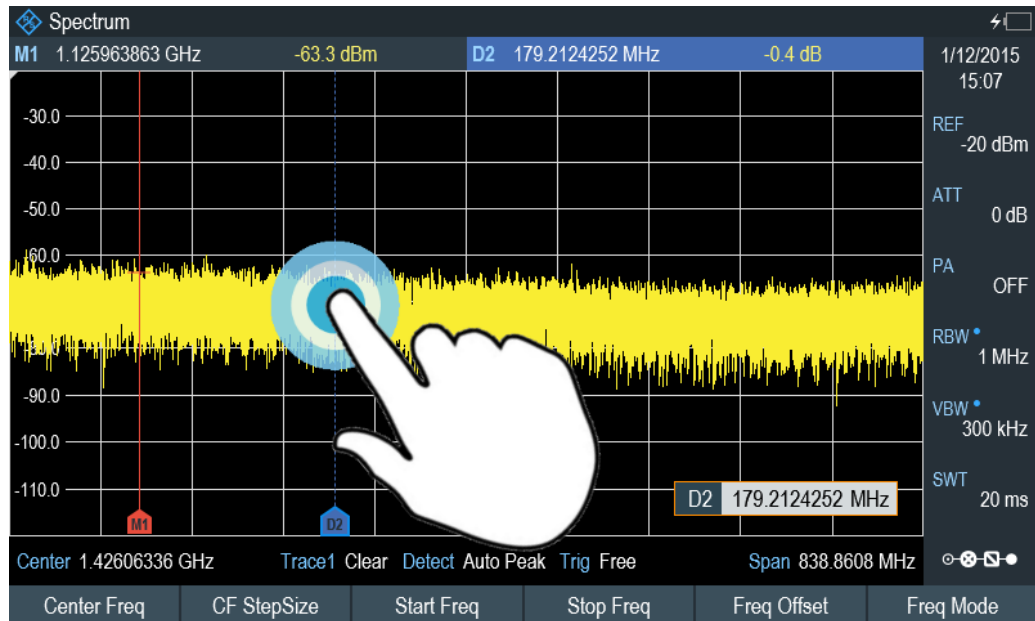 Spectrum
M1 1.125963863 GHz -63.3 dBm D2 179.2124252 MHz -0.4 dB
1/12/2015
15:07
-30.0
-40.0
-50.0
-60.0
-80.0
-90.0
-100.0
-110.0
REF
-20 dBm
ATT
0 dB
PA
OFF
RBW
1 MHz
VBW
300 kHz
SWT
20 ms
D2 179.2124252 MHz
M1
D2
Center 1.42606336 GHz Trace1 Clear Detect Auto Peak Trig Free Span 838.8608 MHz
Center Freq CF StepSize Start Freq Stop Freq Freq Offset Freq Mode